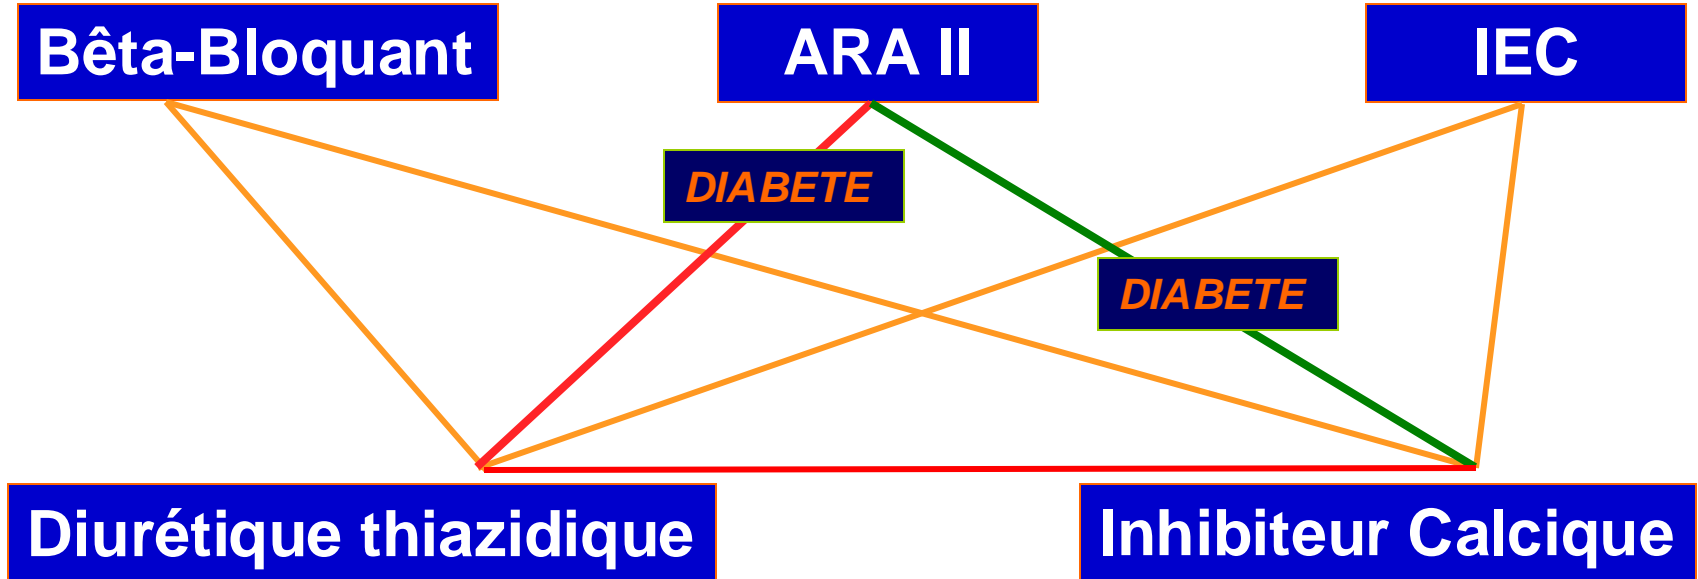 Bêta-Bloquant
ARA II
IEC
DIABETE
DIABETE
Diurétique thiazidique
Inhibiteur Calcique